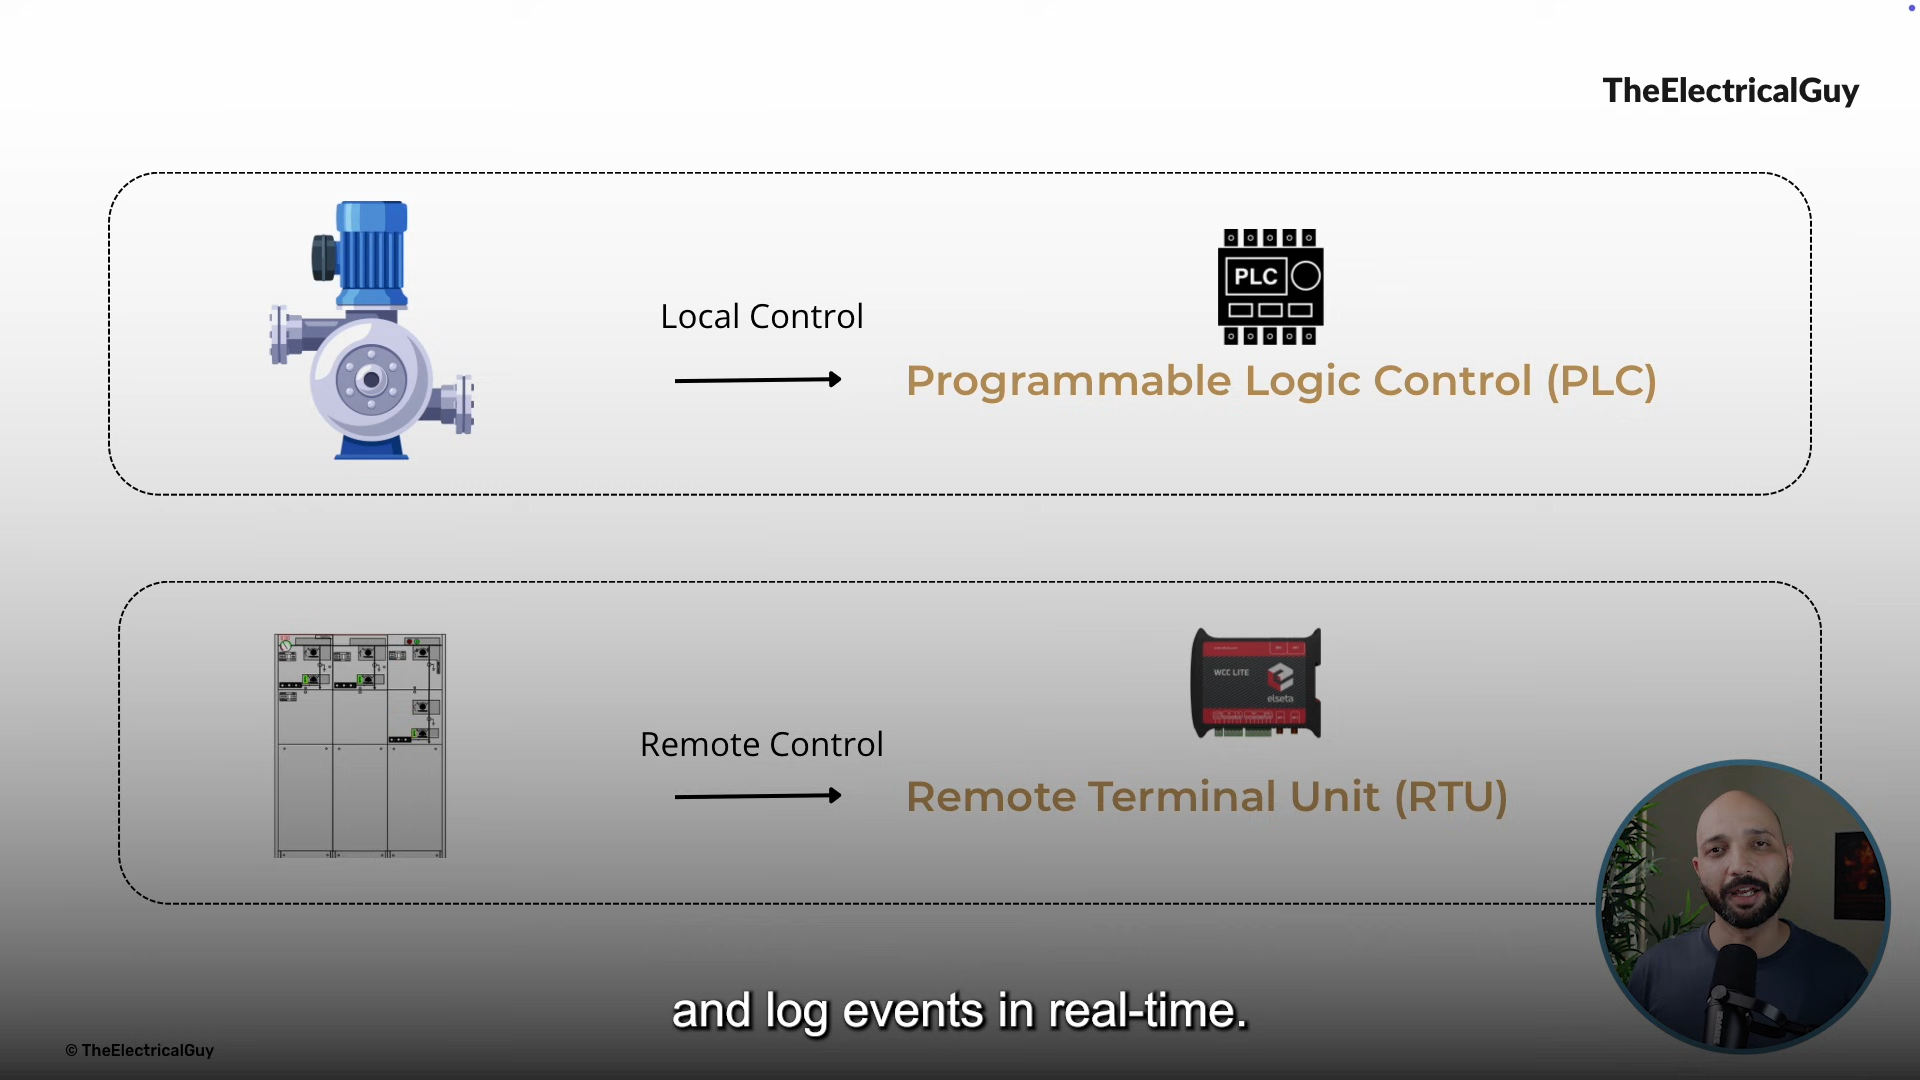 TheElectricalGuy
PLC
Local Control
Programmable Logic Control (PLC)
WCC LITE
elseta
Remote Control
Remote Terminal Unit (RTU)
and log events in real-time.
© TheElectricalGuy